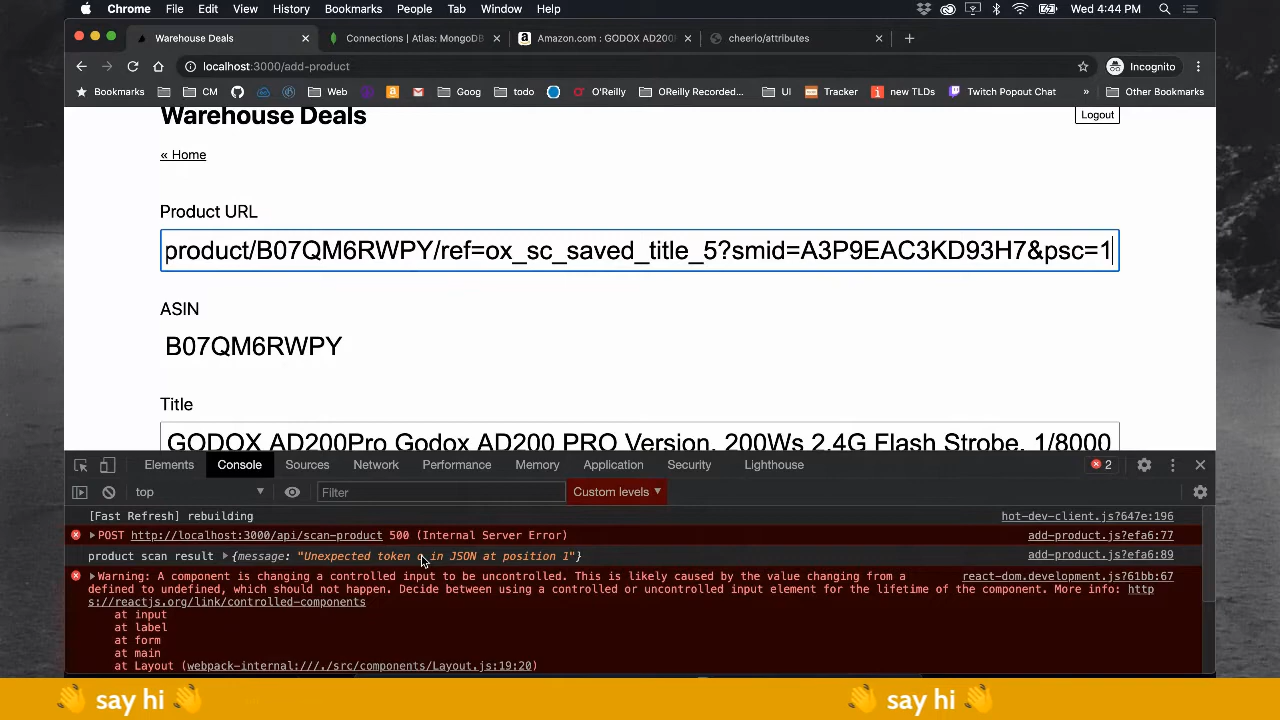 Chrome File Edit View History Bookmarks People Tab Window Help Wed 4:44 PM
Warehouse Deals Connections | Atlas: MongoDB Amazon.com : GODOX AD200 cheerio/attributes
localhost:3000/add-product Incognito
Bookmarks CM Web Goog todo O'Rielly OReilly Recorded... UI Tracker new TLDs Twitch Popout Chat » Other Bookmarks
Warehouse Deals
Logout
« Home
Product URL
product/B07QM6RWPY/ref=ox_sc_saved_title_5?smid=A3P9EAC3KD93H7&psc=1
ASIN
B07QM6RWPY
Title
GODOX AD200Pro Godox AD200 PRO Version, 200Ws 2.4G Flash Strobe, 1/8000
Elements Console Sources Network Performance Memory Application Security Lighthouse 2
top Filter Custom levels
[Fast Refresh] rebuilding hot-dev-client.js?647e:196
POST http://localhost:3000/api/scan-product 500 (Internal Server Error) add-product.js?efa6:77
product scan result {message: "Unexpected token o in JSON at position 1"} add-product.js?efa6:89
Warning: A component is changing a controlled input to be uncontrolled. This is likely caused by the value changing from a react-dom.development.js?61bb:67
defined to undefined, which should not happen. Decide between using a controlled or uncontrolled input element for the lifetime of the component. More info: http
s://reactjs.org/link/controlled-components
at input
at label
at form
at main
at Layout (webpack-internal:///./src/components/Layout.js:19:20)
👋 say hi 👋 👋 say hi 👋